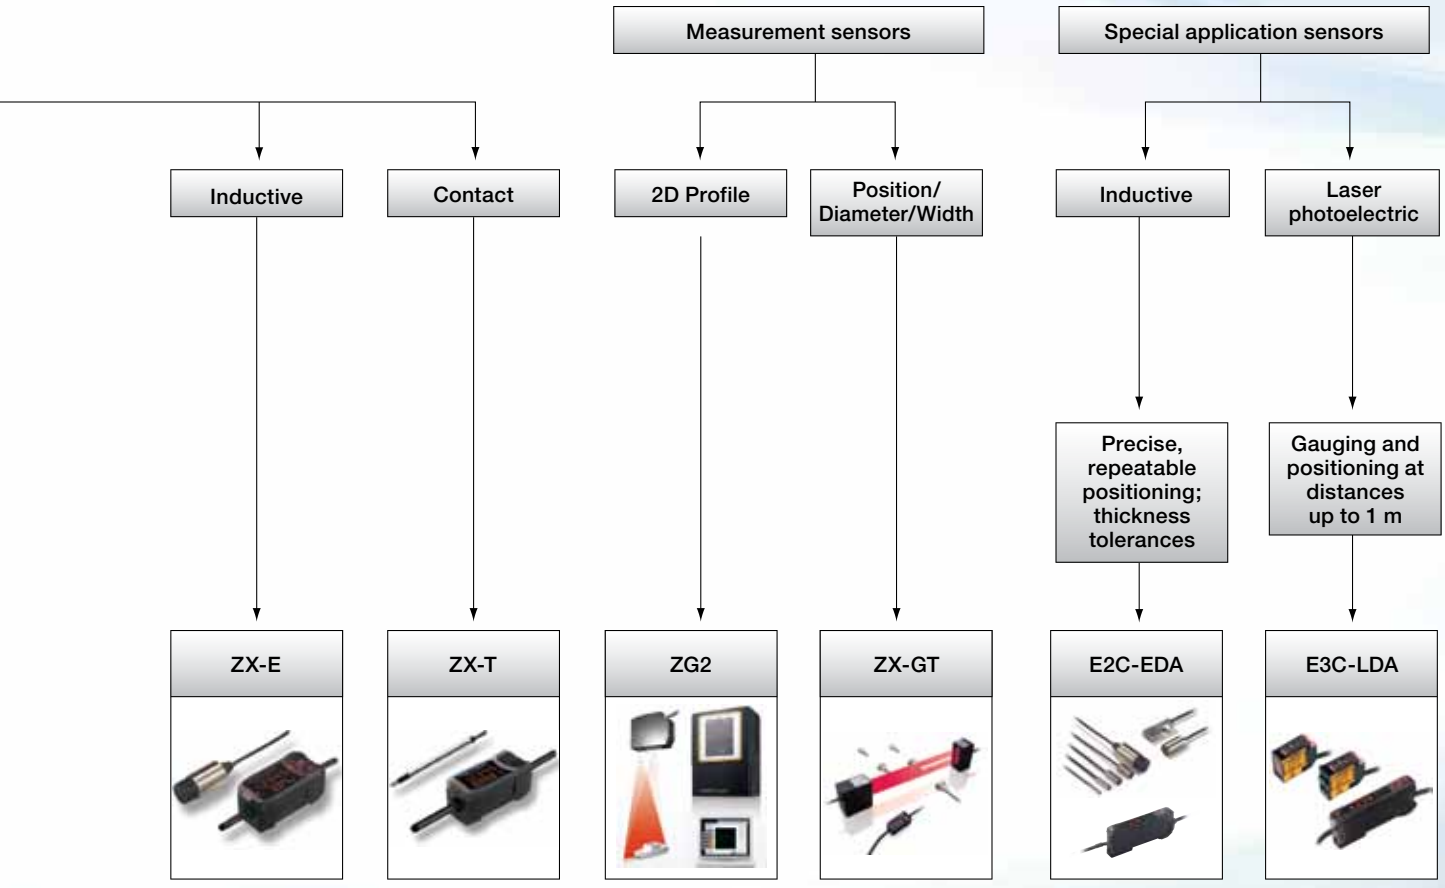 Measurement sensors
Special application sensors
Inductive
Contact
2D Profile
Position/
Diameter/Width
Inductive
Laser
photoelectric
Precise,
repeatable
positioning;
thickness
tolerances
Gauging and
positioning at
distances
up to 1 m
ZX-E
ZX-T
ZG2
ZX-GT
E2C-EDA
E3C-LDA